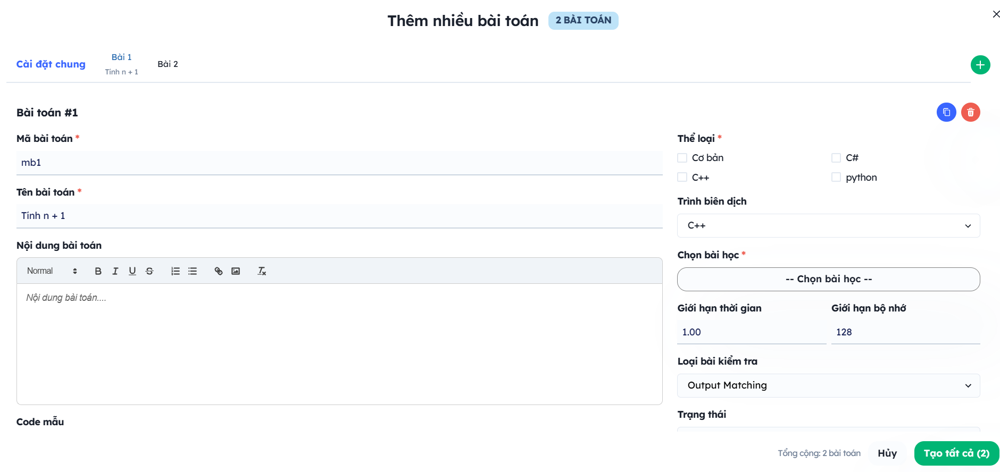 Thêm nhiều bài toán 2 BÀI TOÁN
Cài đặt chung
Bài 1
Tính n + 1
Bài 2
Bài toán #1
Mã bài toán *
mb1
Tên bài toán *
Tính n + 1
Nội dung bài toán
Normal
Nội dung bài toán....
Code mẫu
Thể loại *
Cơ bản
C#
C++
python
Trình biên dịch
C++
Chọn bài học *
-- Chọn bài học --
Giới hạn thời gian
Giới hạn bộ nhớ
1.00
128
Loại bài kiểm tra
Output Matching
Trạng thái
Tổng cộng: 2 bài toán
Hủy
Tạo tất cả (2)